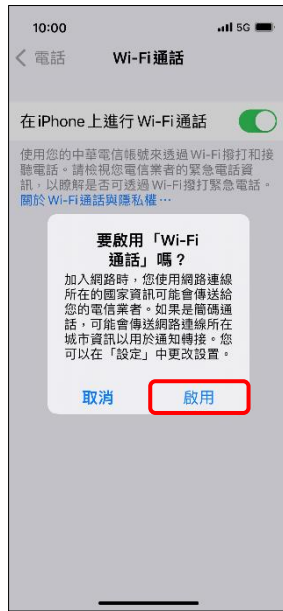 10:00
5G
電話
Wi-Fi通話
在 iPhone 上進行 Wi-Fi 通話
使用您的中華電信帳號來透過 Wi-Fi撥打和接
聽電話。請檢視您電信業者的緊急電話資
訊，以瞭解是否可透過 Wi-Fi撥打緊急電話。
關於 Wi-Fi通話與隱私權⋯
要啟用「Wi-Fi
通話」嗎？
加入網路時，您使用網路連線
所在的國家資訊可能會傳送給
您的電信業者。如果是簡碼通
話，可能會傳送網路連線所在
城市資訊以用於通知轉接。您
可以在「設定」中更改設置。
取消
啟用